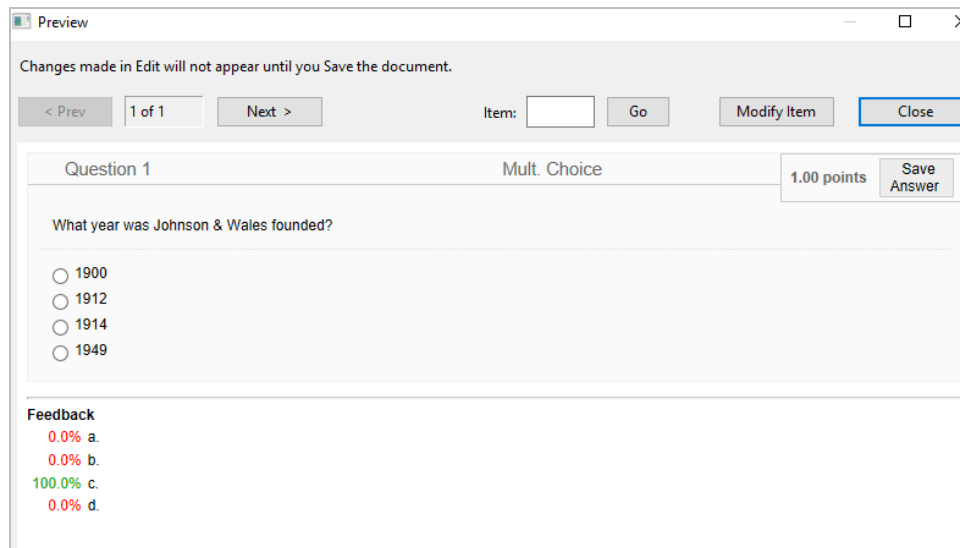 Preview
Changes made in Edit will not appear until you Save the document.
< Prev 1 of 1 Next > Item: Go Modify Item Close
Question 1 Mult. Choice 1.00 points Save Answer
What year was Johnson & Wales founded?
1900
1912
1914
1949
Feedback
0.0% a.
0.0% b.
100.0% c.
0.0% d.